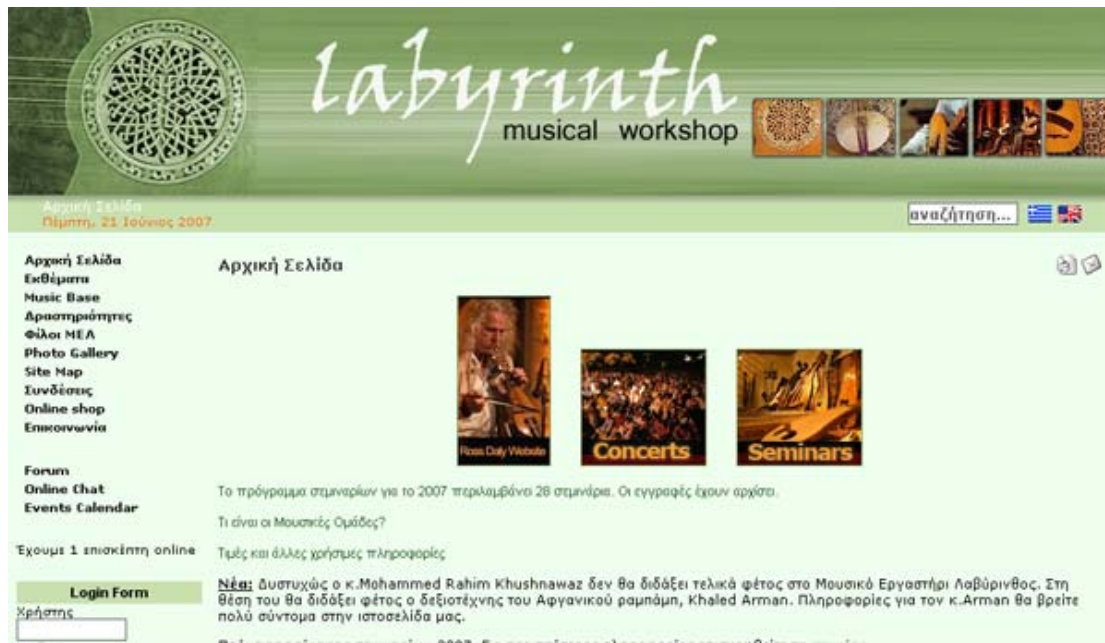 labyrinth
musical workshop
Αρχική Σελίδα
Πέμπτη, 21 Ιούνιος 2007
αναζήτηση...
Αρχική Σελίδα
Εκθέματα
Music Base
Δραστηριότητες
Φίλοι ΜΕΛ
Photo Gallery
Site Map
Συνδέσεις
Online shop
Επικοινωνία
Forum
Online Chat
Events Calendar
Έχουμε 1 επισκέπτη online
Login Form
Χρήστης
Αρχική Σελίδα
Ross Daly Website
Concerts
Seminars
Το πρόγραμμα σεμιναρίων για το 2007 περιλαμβάνει 28 σεμινάρια. Οι εγγραφές έχουν αρχίσει.
Τι είναι οι Μουσικές Ομάδες?
Τιμές και άλλες χρήσιμες πληροφορίες
Νέα: Δυστυχώς ο κ.Mohammed Rahim Khushnawaz δεν θα διδάξει τελικά φέτος στο Μουσικό Εργαστήρι Λαβύρινθος. Στη
θέση του θα διδάξει φέτος ο δεξιοτέχνης του Αφγανικού ραμπάμπ, Khaled Arman. Πληροφορίες για τον κ.Arman θα βρείτε
πολύ σύντομα στην ιστοσελίδα μας.